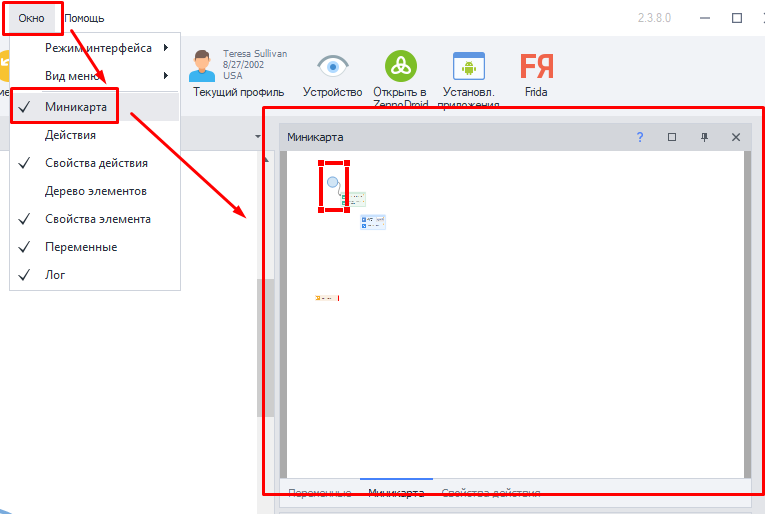 Окно
Помощь
2.3.8.0
Режим интерфейса
Вид меню
Миникарта
Действия
Свойства действия
Дерево элементов
Свойства элемента
Переменные
Лог
Teresa Sullivan
8/27/2002
USA
Текущий профиль
Устройство
Открыть в
ZennoDroid
Установл.
приложения
FЯ
Frida
Миникарта
?
Переменные
Миникарта
Свойства действия